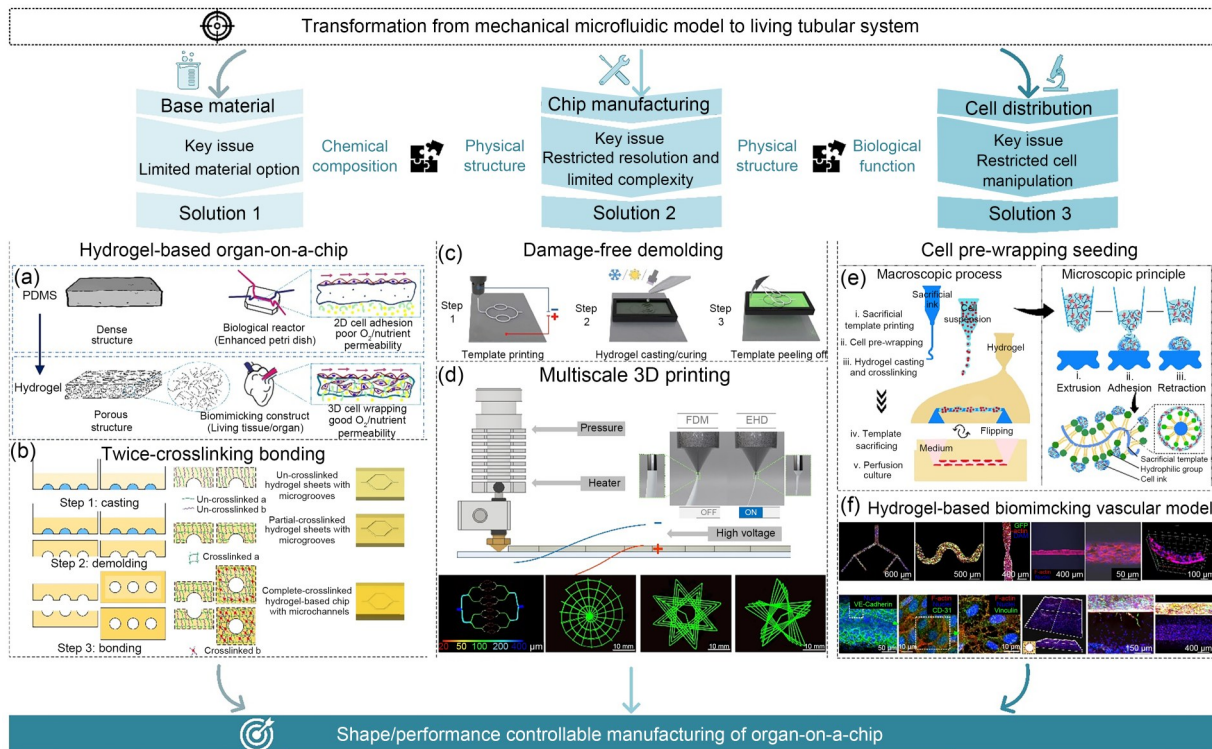 Transformation from mechanical microfluidic model to living tubular system
Base material
Key issue
Limited material option
Solution 1
Chemical
composition
Physical
structure
Chip manufacturing
Key issue
Restricted resolution and
limited complexity
Solution 2
Physical
structure
Biological
function
Cell distribution
Key issue
Restricted cell
manipulation
Solution 3
Hydrogel-based organ-on-a-chip
(a)
PDMS
Dense
structure
Biological reactor
(Enhanced petri dish)
2D cell adhesion
poor O₂/nutrient
permeability
Hydrogel
Porous
structure
Biomimicking construct
(Living tissue/organ)
3D cell wrapping
good O₂/nutrient
permeability
(b)
Twice-crosslinking bonding
Step 1: casting
Un-crosslinked a
Un-crosslinked b
Un-crosslinked
hydrogel sheets with
microgrooves
Step 2: demolding
Crosslinked a
Partial-crosslinked
hydrogel sheets with
microgrooves
Step 3: bonding
Crosslinked b
Complete-crosslinked
hydrogel-based chip
with microchannels
(c)
Damage-free demolding
Step
1
Template printing
Step
2
Hydrogel casting/curing
Step
3
Template peeling off
(d)
Multiscale 3D printing
Pressure
Heater
FDM
EHD
OFF
ON
High voltage
20 50 100 200 400 μm
10 mm
10 mm
10 mm
Cell pre-wrapping seeding
(e)
Macroscopic process
Sacrificial
ink
Cell
suspension
Hydrogel
i. Sacrificial
template printing
ii. Cell pre-wrapping
iii. Hydrogel casting
and crosslinking
iv. Template
sacrificing
v. Perfusion
culture
Flipping
Medium
Microscopic principle
i.
Extrusion
ii.
Adhesion
iii.
Retraction
Sacrificial template
Hydrophilic group
Cell ink
(f)
Hydrogel-based biomimcking vascular model
600 μm
500 μm
GFP
400 μm
F-actin
400 μm
50 μm
100 μm
VE-Cadherin
50 μm
F-actin
CD-31
10 μm
F-actin
Vinculin
10 μm
150 μm
400 μm
Shape/performance controllable manufacturing of organ-on-a-chip